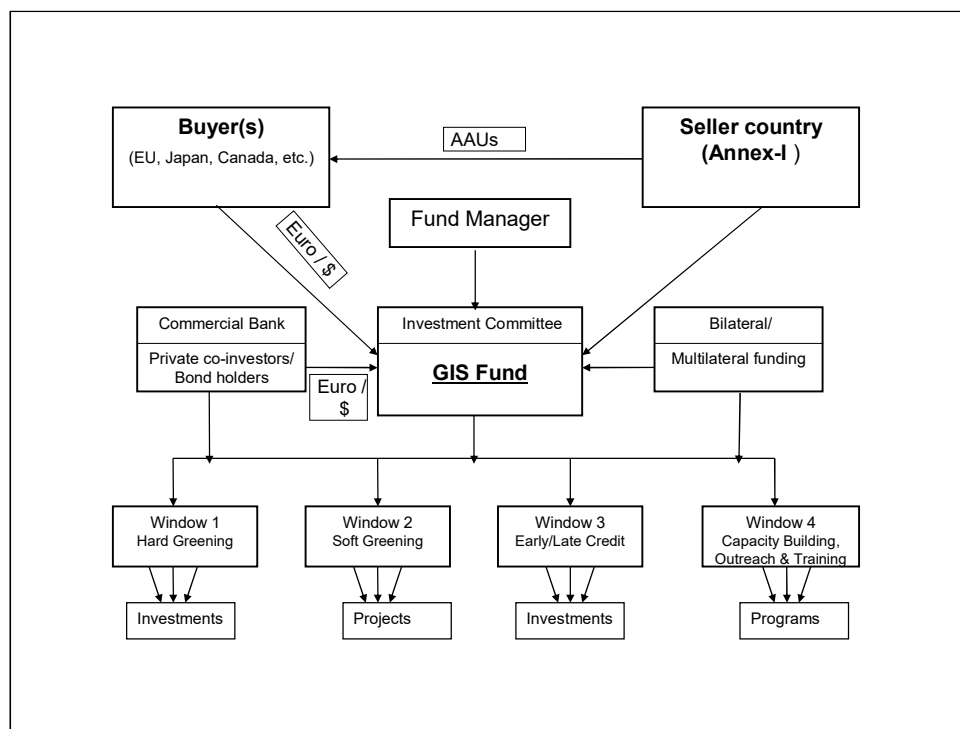 Buyer(s)
(EU, Japan, Canada, etc.)
AAUs
Seller country
(Annex-I )
Fund Manager
Euro / $
Commercial Bank
Private co-investors/
Bond holders
Euro /
$
Investment Committee
GIS Fund
Bilateral/
Multilateral funding
Window 1
Hard Greening
Window 2
Soft Greening
Window 3
Early/Late Credit
Window 4
Capacity Building,
Outreach & Training
Investments
Projects
Investments
Programs